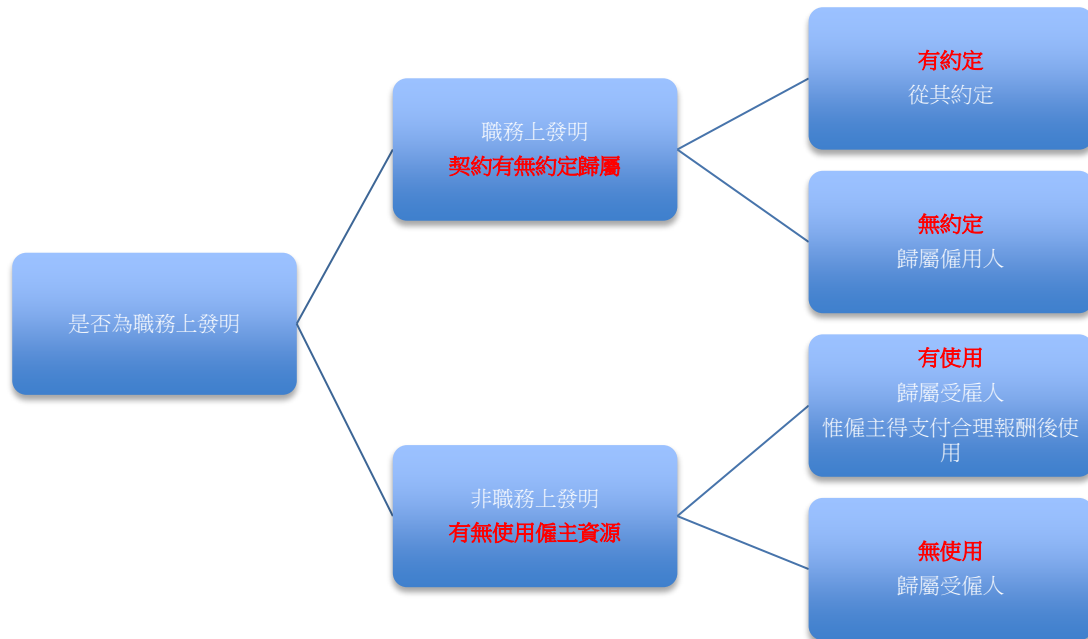 是否為職務上發明
職務上發明
契約有無約定歸屬
有約定
從其約定
無約定
歸屬僱用人
非職務上發明
有無使用僱主資源
有使用
歸屬受雇人
惟僱主得支付合理報酬後使
用
無使用
歸屬受僱人